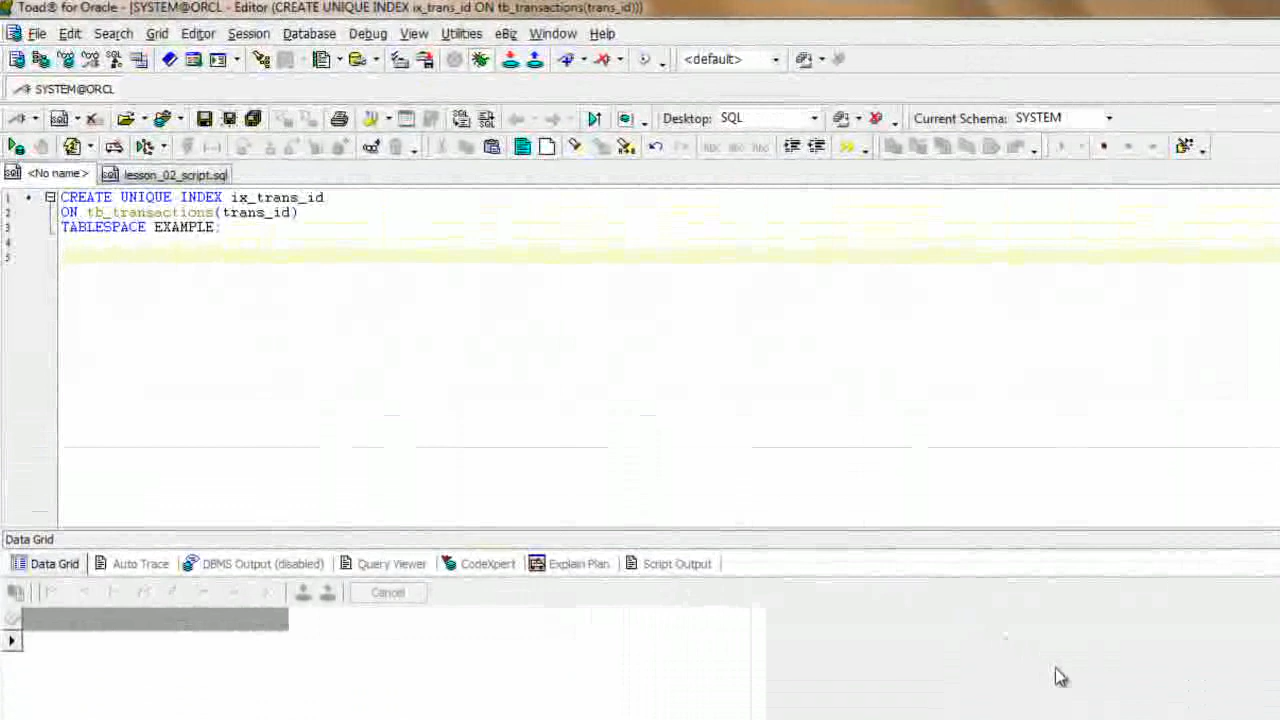 Toad® for Oracle - [SYSTEM@ORCL - Editor (CREATE UNIQUE INDEX ix_trans_id ON tb_transactions(trans_id))]
File Edit Search Grid Editor Session Database Debug View Utilities eBiz Window Help
SQL <default>
SYSTEM@ORCL
Desktop: SQL Current Schema: SYSTEM
<No name> lesson_02_script.sql
1 CREATE UNIQUE INDEX ix_trans_id
2 ON tb_transactions(trans_id)
3 TABLESPACE EXAMPLE;
4
5
Data Grid
Data Grid Auto Trace DBMS Output (disabled) Query Viewer CodeXpert Explain Plan Script Output
Cancel